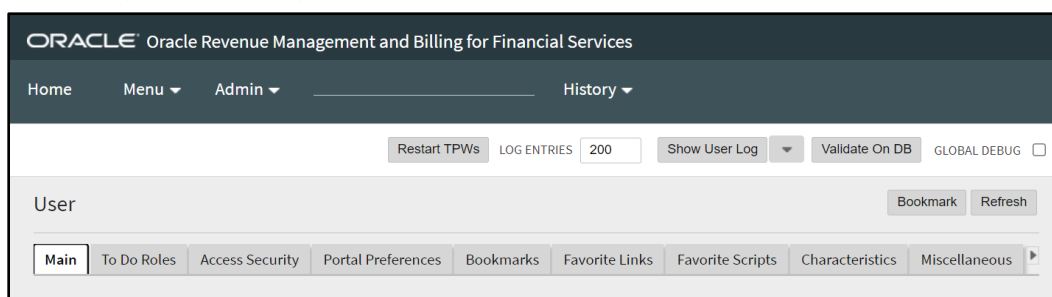 ORACLE Oracle Revenue Management and Billing for Financial Services
Home Menu Admin History
Restart TPWs LOG ENTRIES 200 Show User Log Validate On DB GLOBAL DEBUG
User Bookmark Refresh
Main To Do Roles Access Security Portal Preferences Bookmarks Favorite Links Favorite Scripts Characteristics Miscellaneous